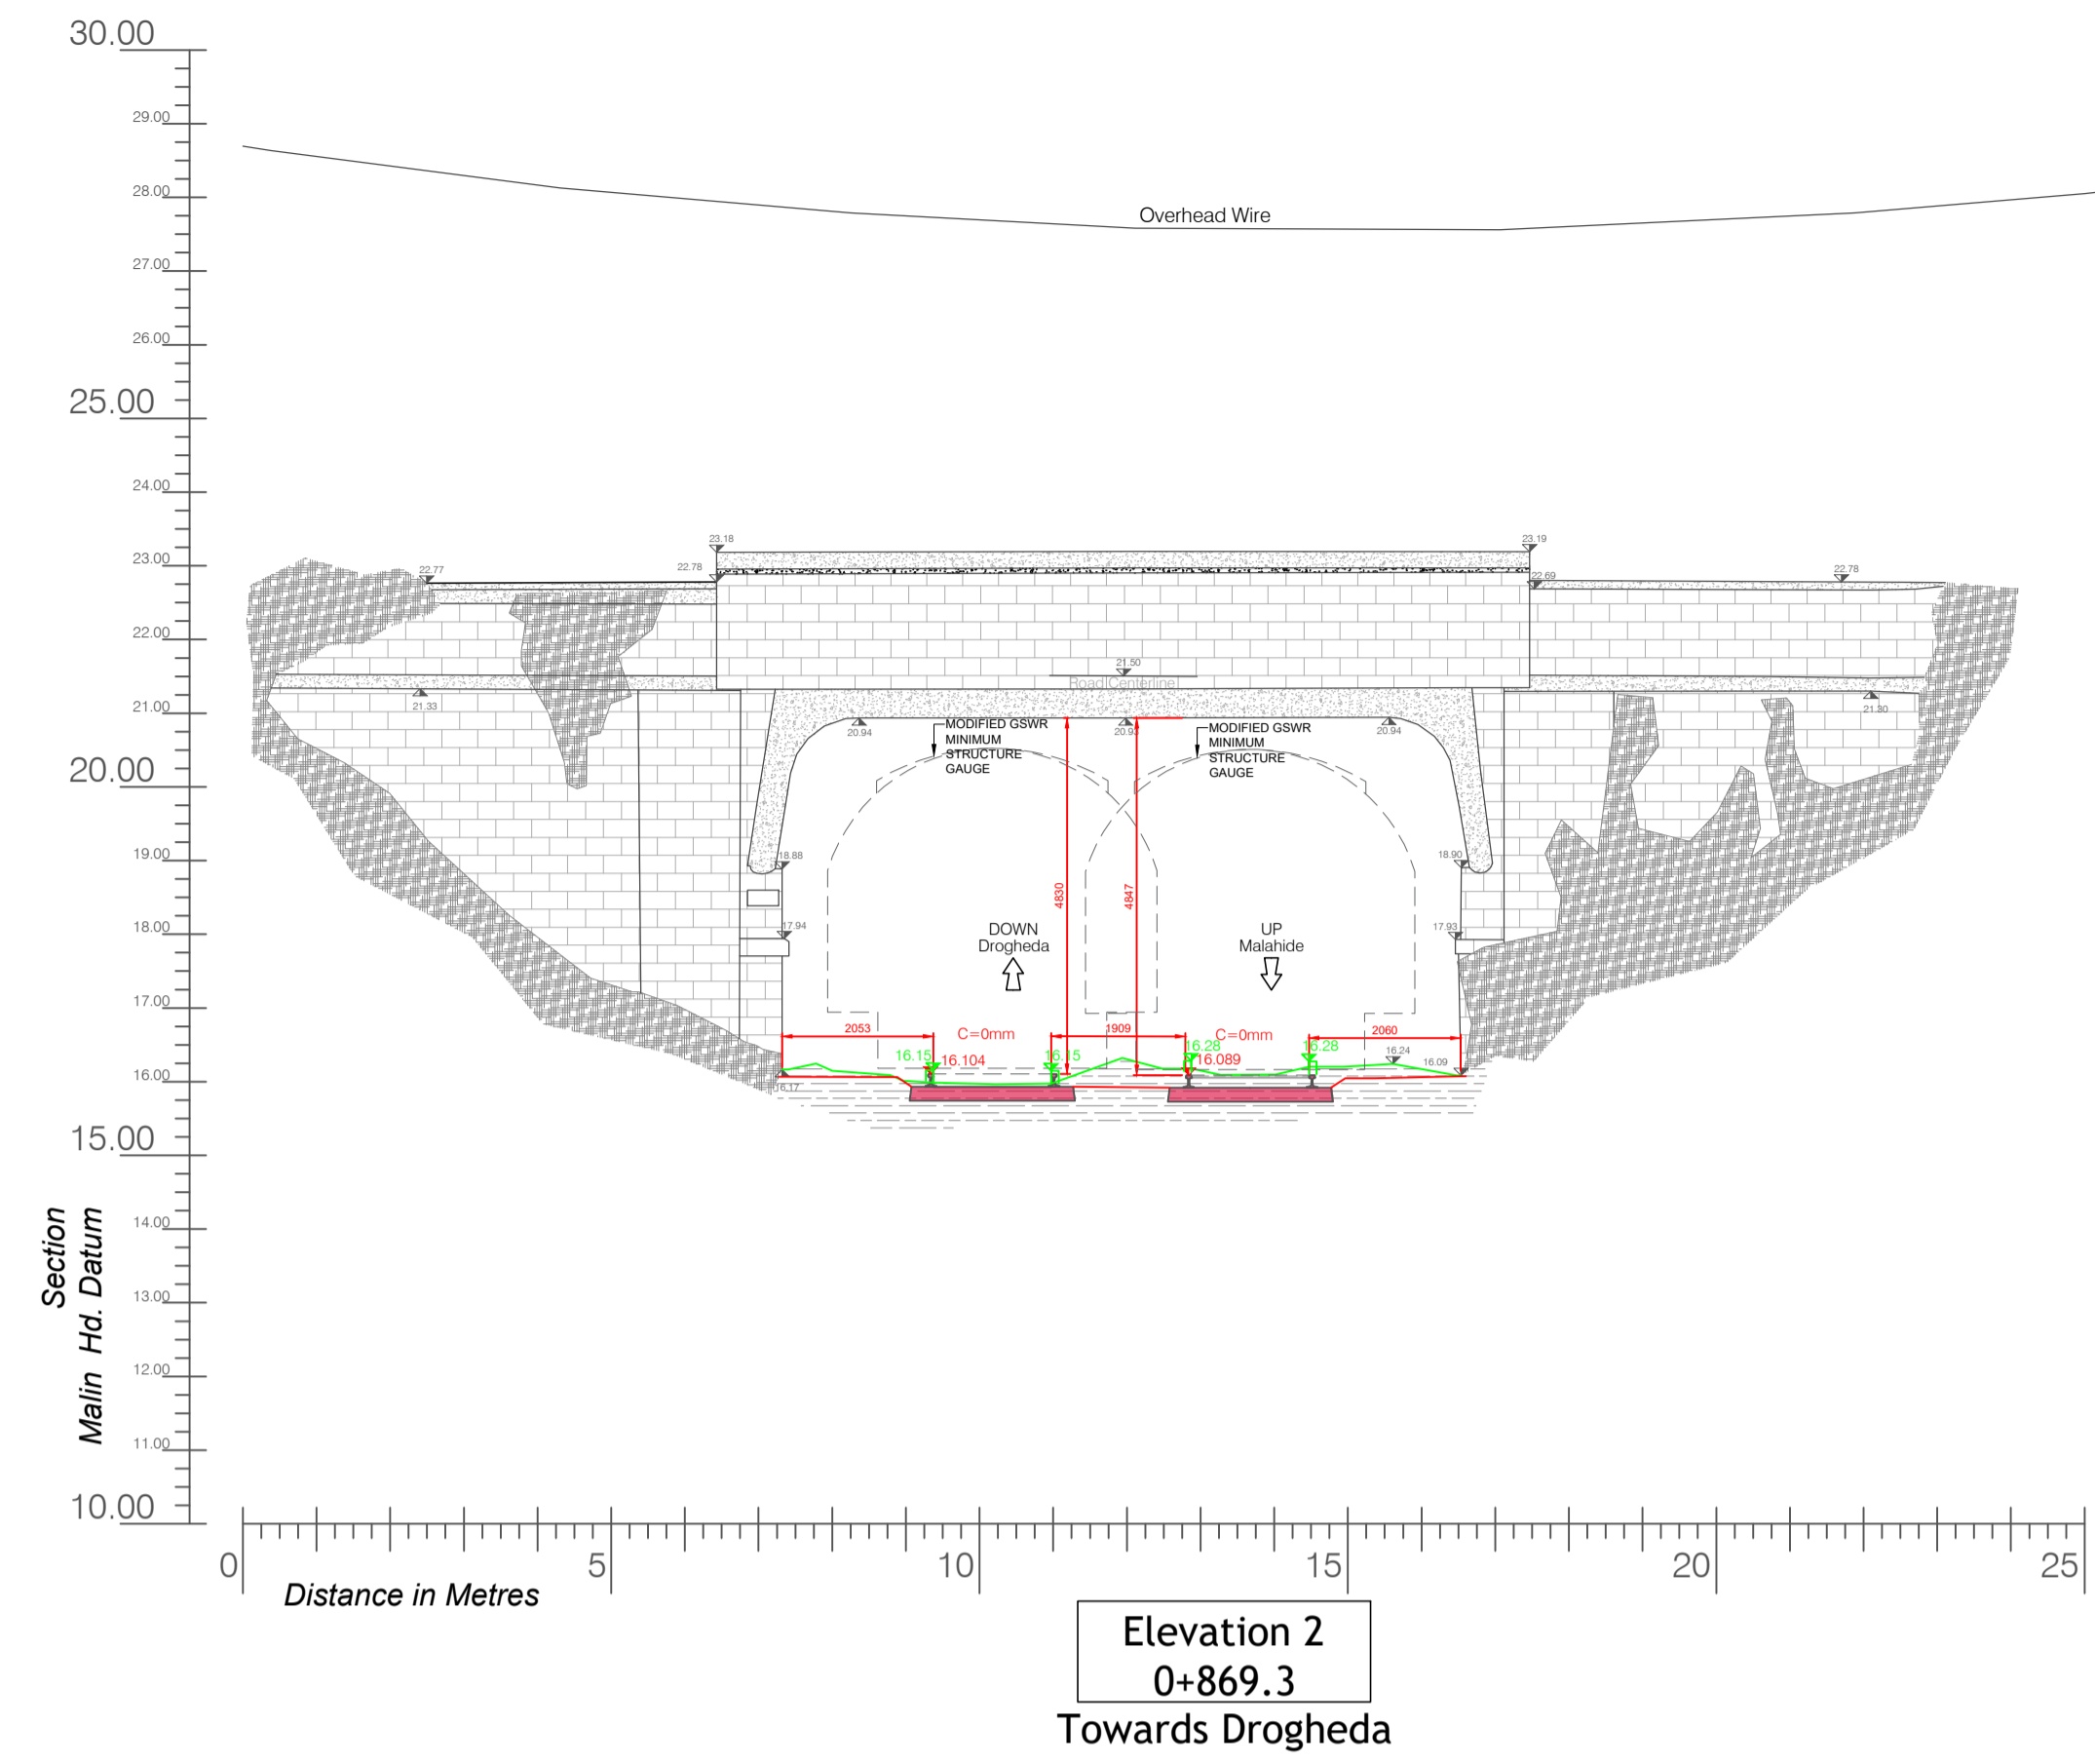 30.00
29.00
28.00
Overhead Wire
27.00
26.00
25.00
24.00
23.00
23.18
23.19
22.77
22.78
22.69
22.78
22.00
21.50
Road Centerline
21.33
21.30
21.00
20.94
20.93
20.94
MODIFIED GSWR
MINIMUM
STRUCTURE
GAUGE
MODIFIED GSWR
MINIMUM
STRUCTURE
GAUGE
20.00
19.00
18.88
18.90
4830
4847
18.00
17.94
17.93
DOWN
Drogheda
UP
Malahide
17.00
2053
C=0mm
1909
C=0mm
2060
16.15
16.104
16.15
16.28
16.089
16.28
16.24
16.09
16.00
16.17
15.00
14.00
13.00
12.00
11.00
10.00
Section
Malin Hd. Datum
0
5
10
15
20
25
Distance in Metres
Elevation 2
0+869.3
Towards Drogheda